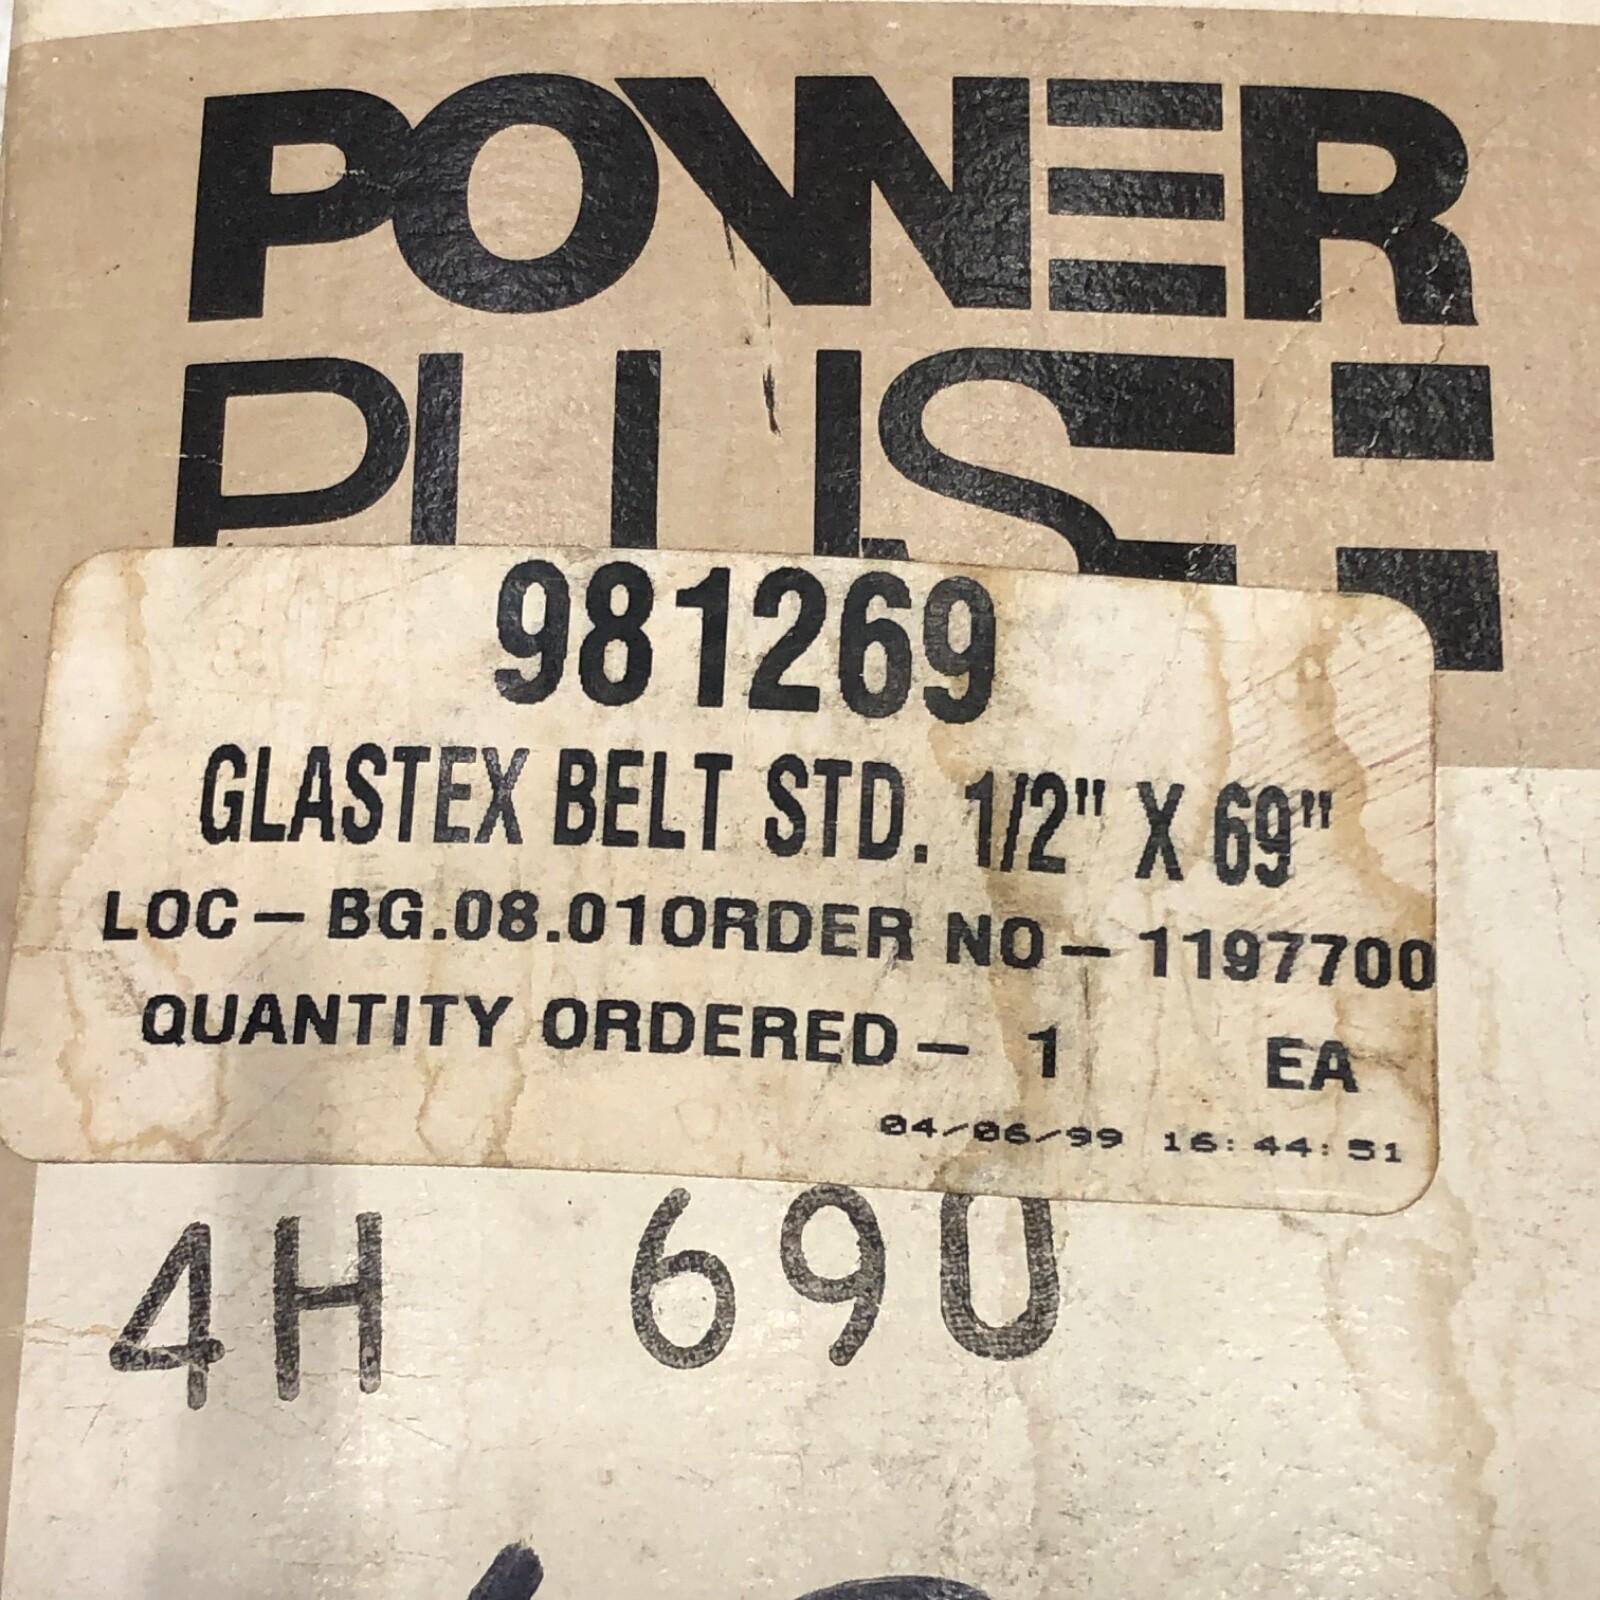 POWER
PLUS
981269
GLASTEX BELT STD. 1/2" X 69"
LOC - BG.08.01ORDER NO - 1197700
QUANTITY ORDERED - 1 EA
04/06/99 16:44:51
4H 690